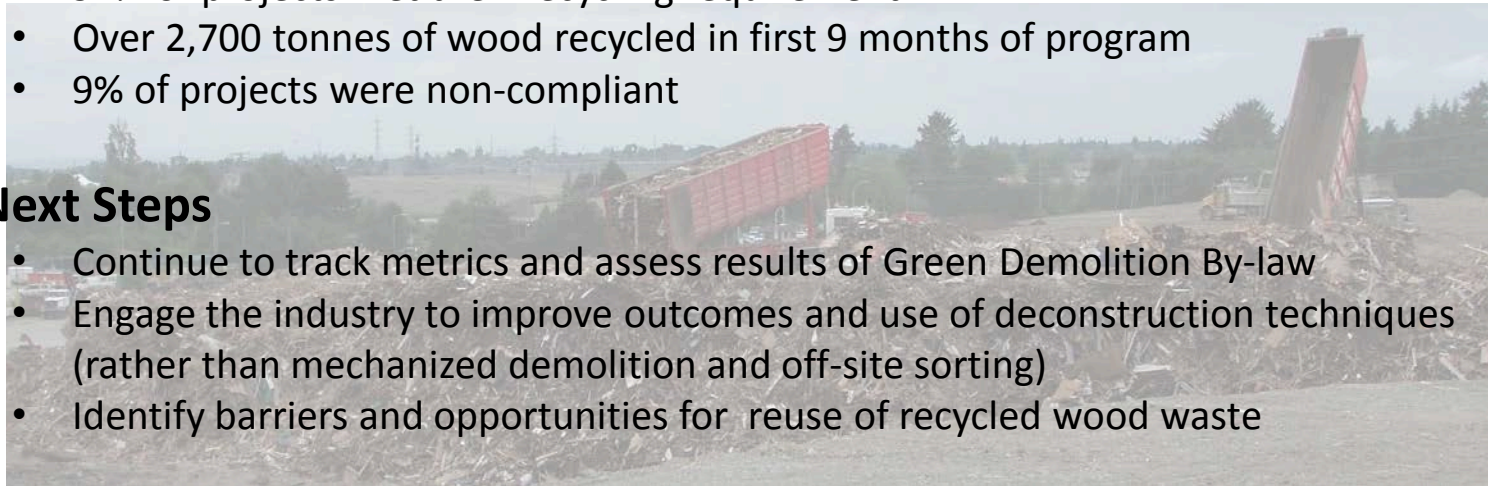 • Over 2,700 tonnes of wood recycled in first 9 months of program
• 9% of projects were non-compliant
Next Steps
• Continue to track metrics and assess results of Green Demolition By-law
• Engage the industry to improve outcomes and use of deconstruction techniques
(rather than mechanized demolition and off-site sorting)
• Identify barriers and opportunities for reuse of recycled wood waste